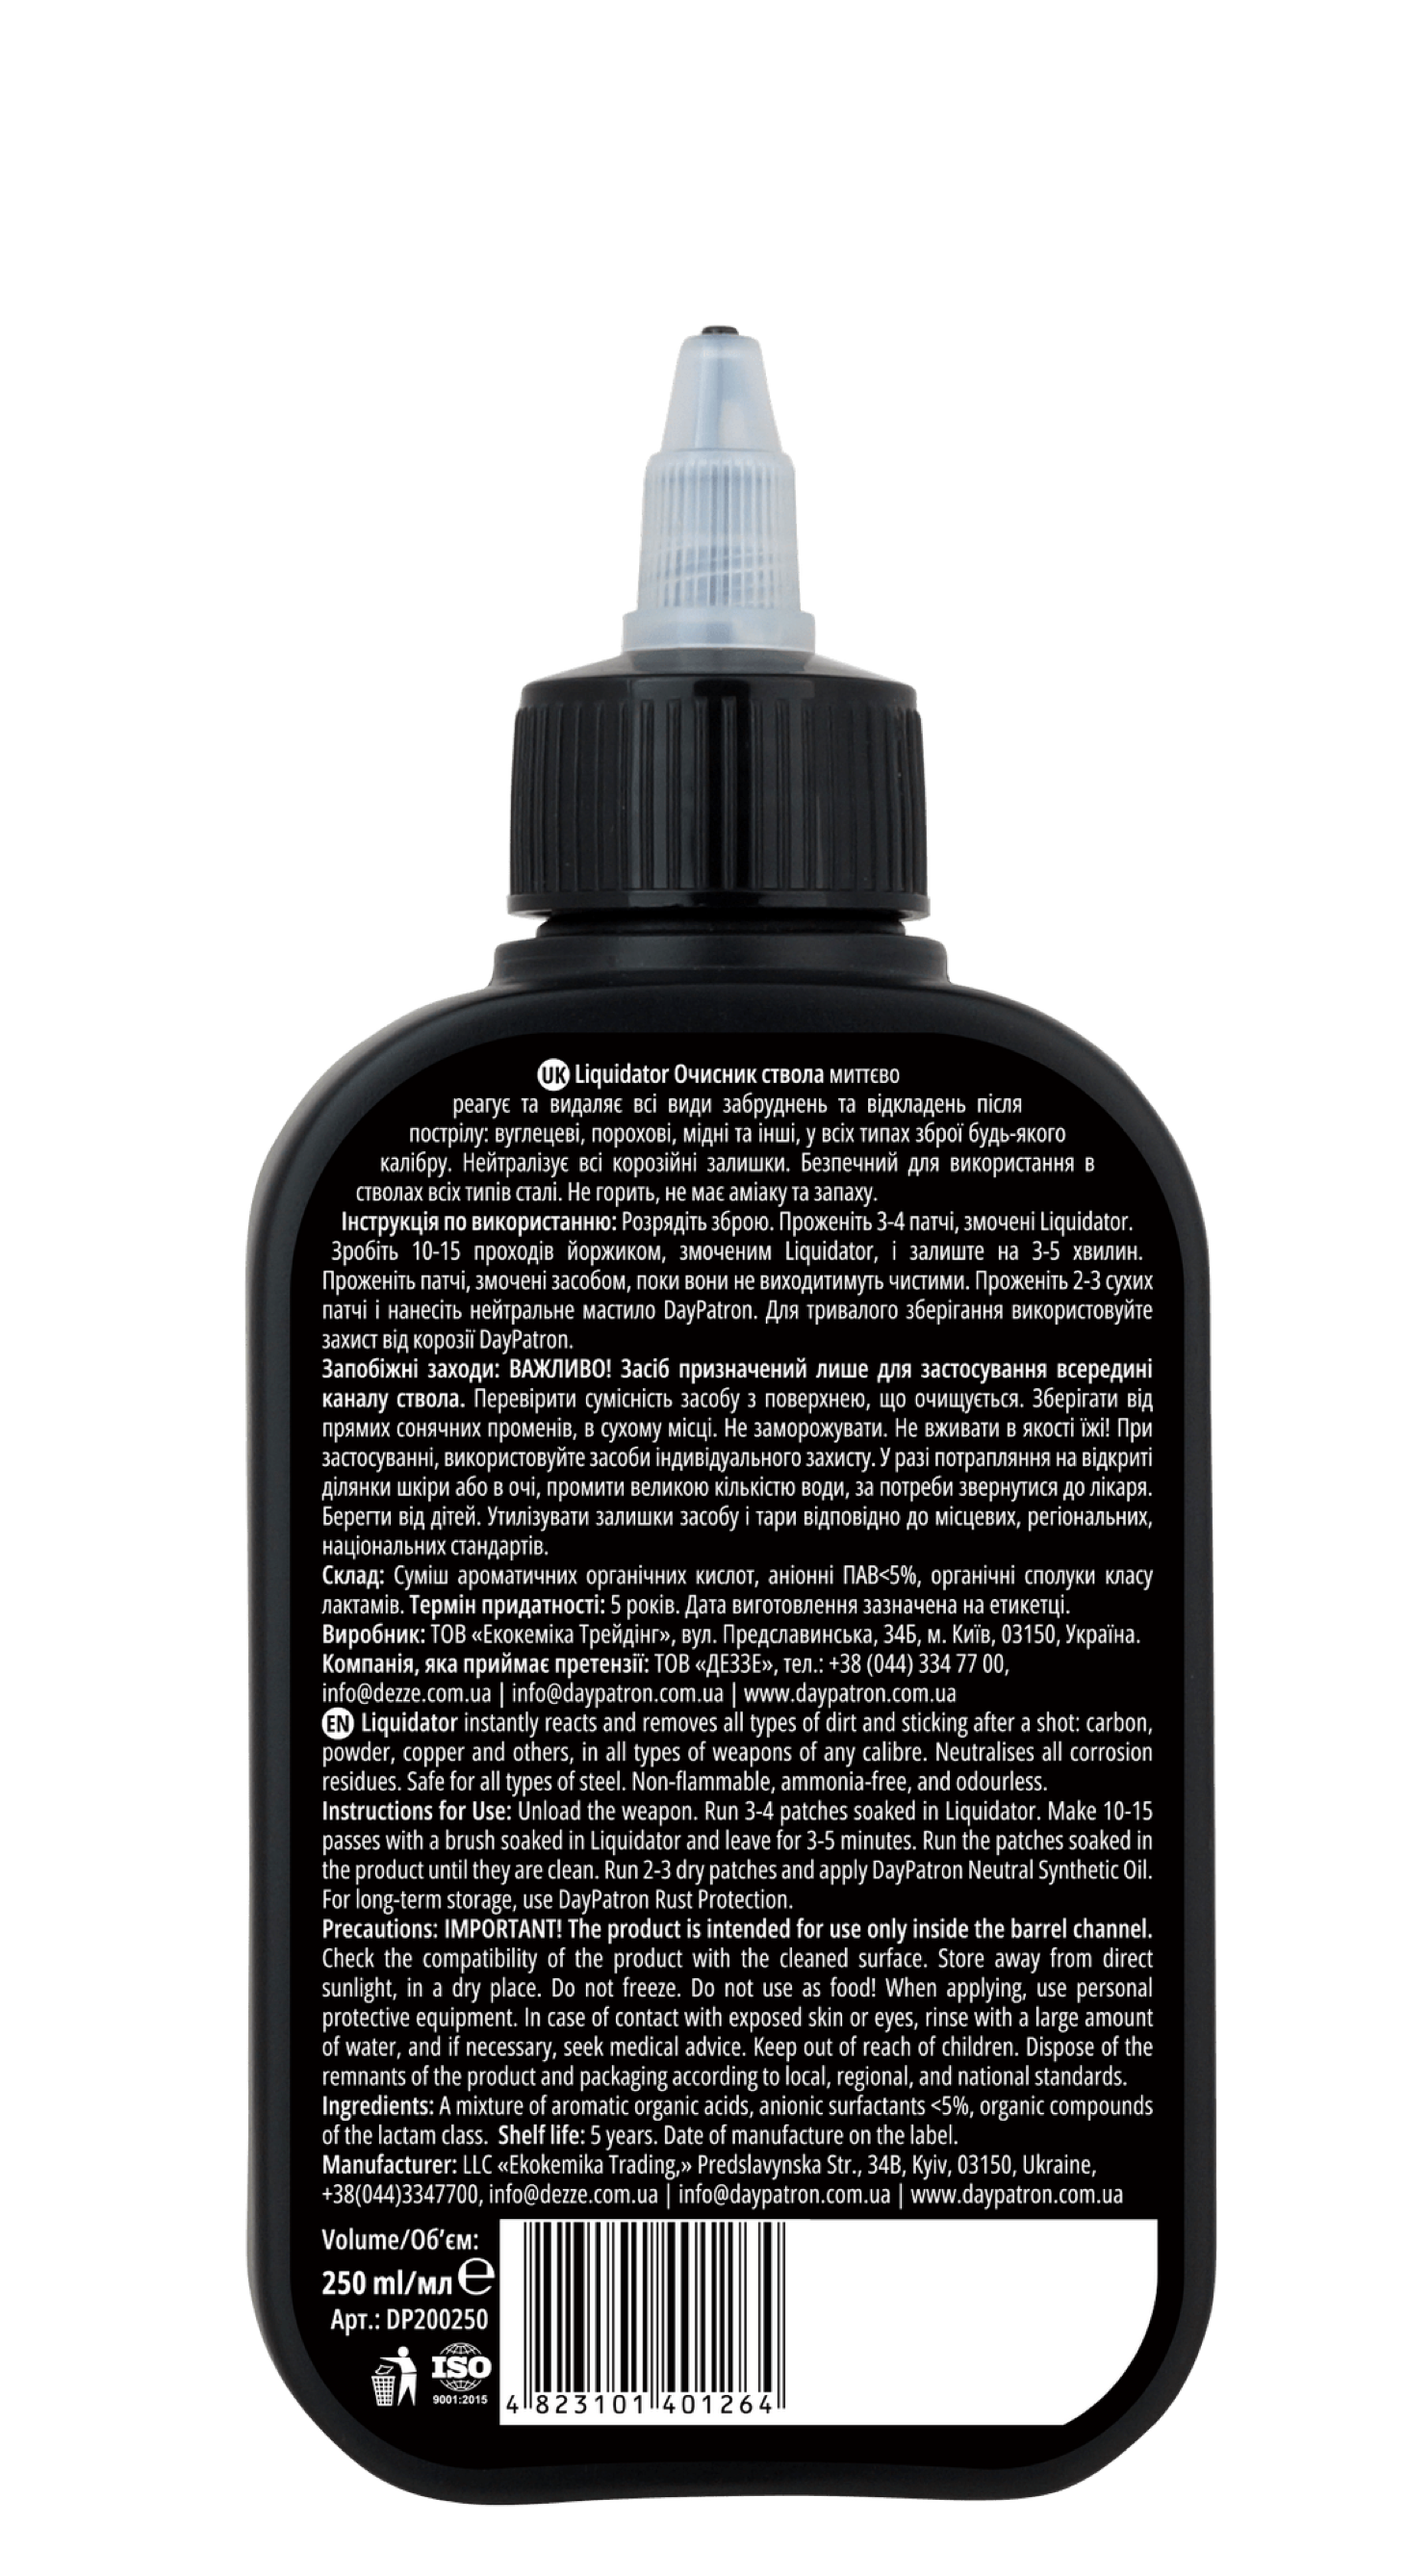 UK Liquidator Очисник ствола миттєво
реагує та видаляє всі види забруднень та відкладень після
пострілу: вуглецеві, порохові, мідні та інші, у всіх типах зброї будь-якого
калібру. Нейтралізує всі корозійні залишки. Безпечний для використання в
стволах всіх типів сталі. Не горить, не має аміаку та запаху.
Інструкція по використанню: Розрядіть зброю. Проженіть 3-4 патчі, змочені Liquidator.
Зробіть 10-15 проходів йоржиком, змоченим Liquidator, і залиште на 3-5 хвилин.
Проженіть патчі, змочені засобом, поки вони не виходитимуть чистими. Проженіть 2-3 сухих
патчі і нанесіть нейтральне мастило DayPatron. Для тривалого зберігання використовуйте
захист від корозії DayPatron.
Запобіжні заходи: ВАЖЛИВО! Засіб призначений лише для застосування всередині
каналу ствола. Перевірити сумісність засобу з поверхнею, що очищується. Зберігати від
прямих сонячних променів, в сухому місці. Не заморожувати. Не вживати в якості їжі! При
застосуванні, використовуйте засоби індивідуального захисту. У разі потрапляння на відкриті
ділянки шкіри або в очі, промити великою кількістю води, за потреби звернутися до лікаря.
Берегти від дітей. Утилізувати залишки засобу і тари відповідно до місцевих, регіональних,
національних стандартів.
Склад: Суміш ароматичних органічних кислот, аніонні ПАВ<5%, органічні сполуки класу
лактамів. Термін придатності: 5 років. Дата виготовлення зазначена на етикетці.
Виробник: ТОВ «Екокеміка Трейдінг», вул. Предславинська, 34Б, м. Київ, 03150, Україна.
Компанія, яка приймає претензії: ТОВ «ДЕЗЗЕ», тел.: +38 (044) 334 77 00,
info@dezze.com.ua | info@daypatron.com.ua | www.daypatron.com.ua
EN Liquidator instantly reacts and removes all types of dirt and sticking after a shot: carbon,
powder, copper and others, in all types of weapons of any calibre. Neutralises all corrosion
residues. Safe for all types of steel. Non-flammable, ammonia-free, and odourless.
Instructions for Use: Unload the weapon. Run 3-4 patches soaked in Liquidator. Make 10-15
passes with a brush soaked in Liquidator and leave for 3-5 minutes. Run the patches soaked in
the product until they are clean. Run 2-3 dry patches and apply DayPatron Neutral Synthetic Oil.
For long-term storage, use DayPatron Rust Protection.
Precautions: IMPORTANT! The product is intended for use only inside the barrel channel.
Check the compatibility of the product with the cleaned surface. Store away from direct
sunlight, in a dry place. Do not freeze. Do not use as food! When applying, use personal
protective equipment. In case of contact with exposed skin or eyes, rinse with a large amount
of water, and if necessary, seek medical advice. Keep out of reach of children. Dispose of the
remnants of the product and packaging according to local, regional, and national standards.
Ingredients: A mixture of aromatic organic acids, anionic surfactants <5%, organic compounds
of the lactam class. Shelf life: 5 years. Date of manufacture on the label.
Manufacturer: LLC «Ekokemika Trading,» Predslavynska Str., 34B, Kyiv, 03150, Ukraine,
+38(044)3347700, info@dezze.com.ua | info@daypatron.com.ua | www.daypatron.com.ua
Volume/Об’єм:
250 ml/мл ℮
Арт.: DP200250
ISO
9001:2015
4 823101 401264